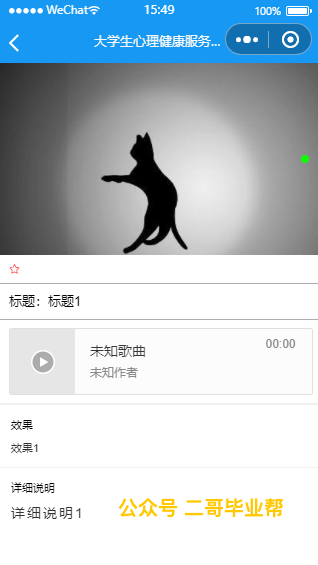 WeChat 15:49 100%
大学生心理健康服务...
标题：标题1
未知歌曲 00:00
未知作者
效果
效果1
详细说明
详细说明1
公众号 二哥毕业帮